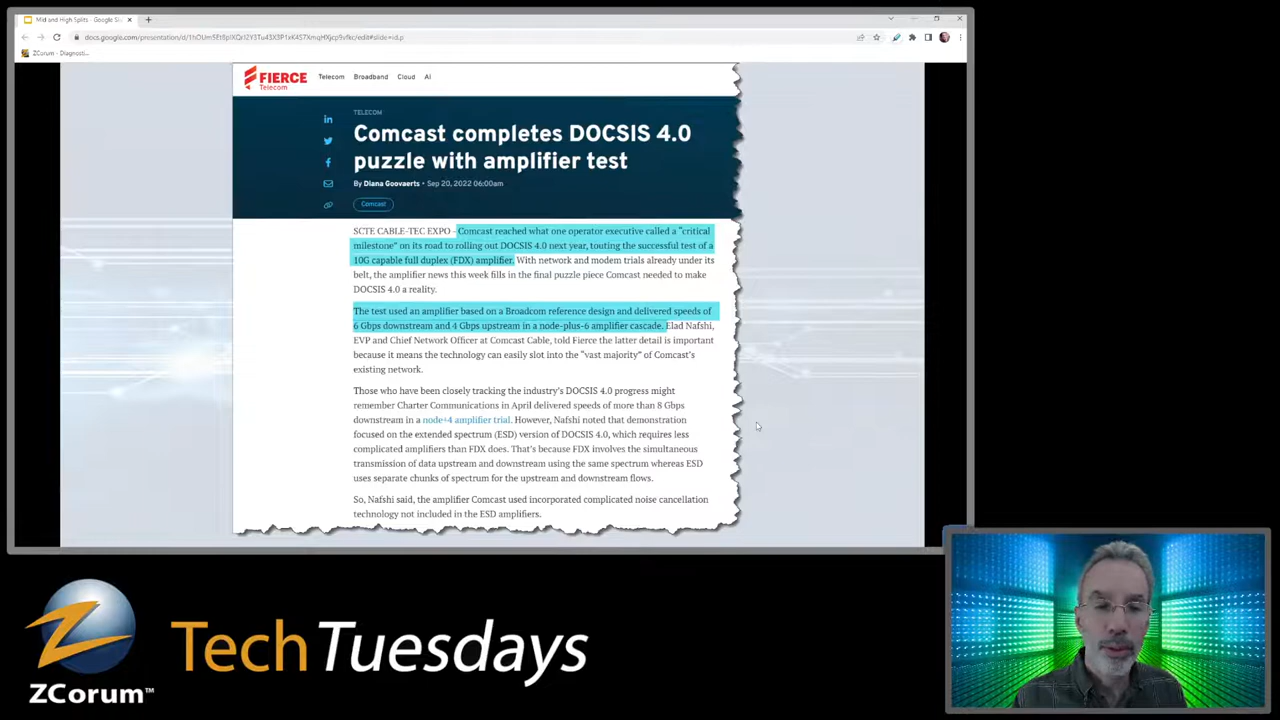 Mid and High Splits - Google Sl
docs.google.com/presentation/d/
ZCorum - Diagnosti...
FIERCE
Telecom
Telecom Broadband Cloud AI
TELECOM
Comcast completes DOCSIS 4.0
puzzle with amplifier test
By Diana Goovaerts • Sep 20, 2022 06:00am
Comcast
SCTE CABLE-TEC EXPO - Comcast reached what one operator executive called a “critical
milestone” on its road to rolling out DOCSIS 4.0 next year, touting the successful test of a
10G capable full duplex (FDX) amplifier. With network and modem trials already under its
belt, the amplifier news this week fills in the final puzzle piece Comcast needed to make
DOCSIS 4.0 a reality.
The test used an amplifier based on a Broadcom reference design and delivered speeds of
6 Gbps downstream and 4 Gbps upstream in a node-plus-6 amplifier cascade. Elad Nafshi,
EVP and Chief Network Officer at Comcast Cable, told Fierce the latter detail is important
because it means the technology can easily slot into the “vast majority” of Comcast’s
existing network.
Those who have been closely tracking the industry’s DOCSIS 4.0 progress might
remember Charter Communications in April delivered speeds of more than 8 Gbps
downstream in a node+4 amplifier trial. However, Nafshi noted that demonstration
focused on the extended spectrum (ESD) version of DOCSIS 4.0, which requires less
complicated amplifiers than FDX does. That’s because FDX involves the simultaneous
transmission of data upstream and downstream using the same spectrum whereas ESD
uses separate chunks of spectrum for the upstream and downstream flows.
So, Nafshi said, the amplifier Comcast used incorporated complicated noise cancellation
technology not included in the ESD amplifiers.
ZCorum™
TechTuesdays